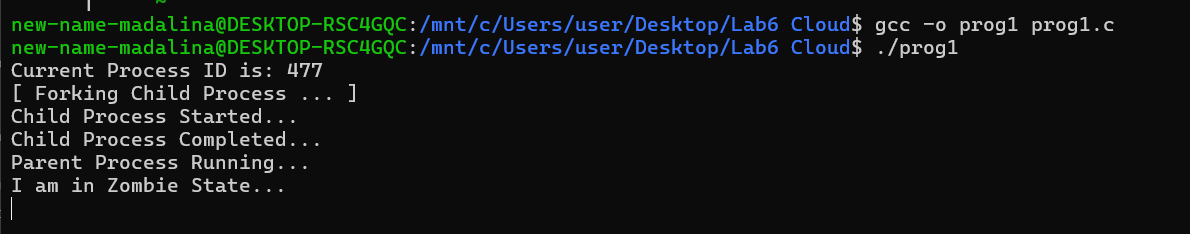 new-name-madalina@DESKTOP-RSC4GQC:/mnt/c/Users/user/Desktop/Lab6 Cloud$ gcc -o prog1 prog1.c
new-name-madalina@DESKTOP-RSC4GQC:/mnt/c/Users/user/Desktop/Lab6 Cloud$ ./prog1
Current Process ID is: 477
[ Forking Child Process ... ]
Child Process Started...
Child Process Completed...
Parent Process Running...
I am in Zombie State...